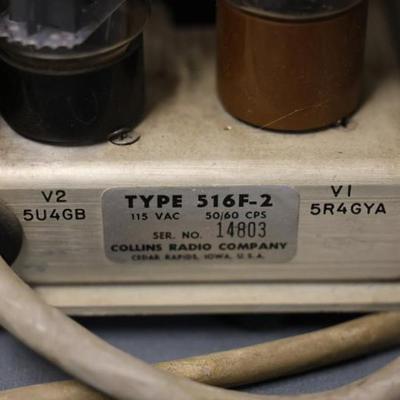 V2
5U4GB
TYPE 516F-2
115 VAC 50/60 CPS
SER. NO. 14803
COLLINS RADIO COMPANY
CEDAR RAPIDS, IOWA, U.S.A.
V1
5R4GYA